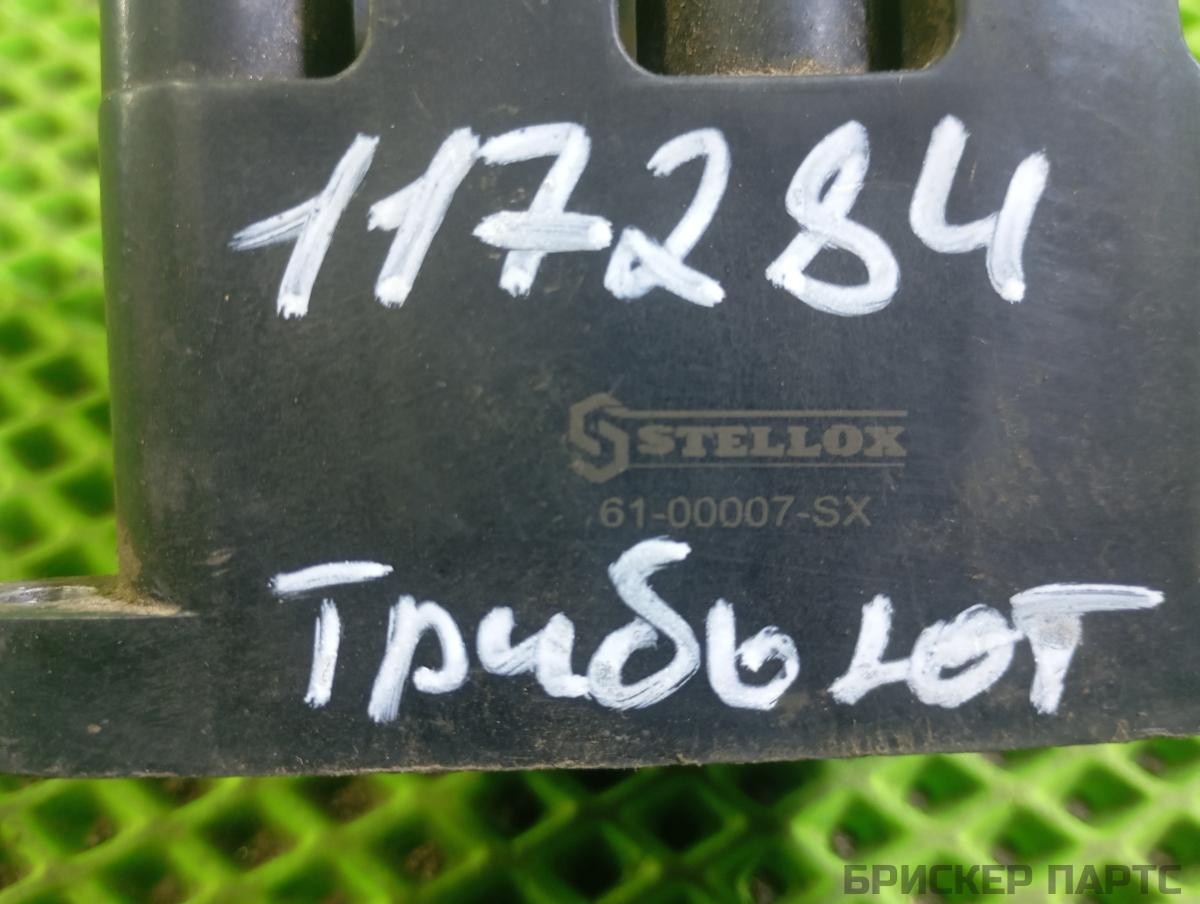 117284
STELLOX
61-00007-SX
Трибьют
БРИСКЕР ПАРТС